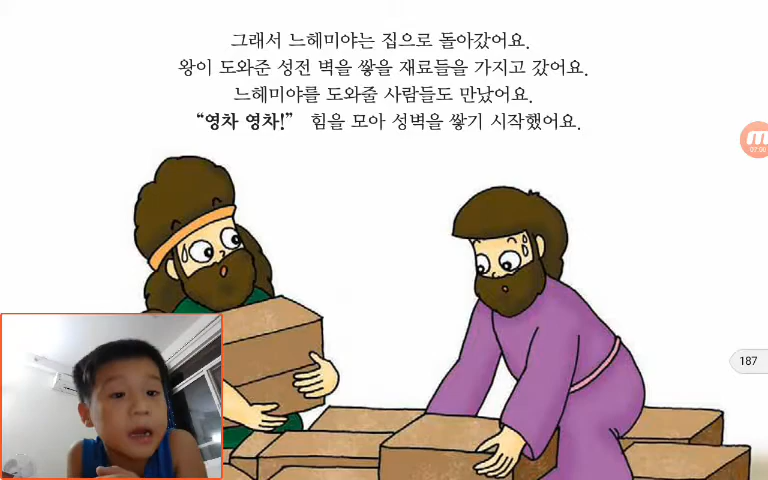 그래서 느헤미야는 집으로 돌아갔어요.
왕이 도와준 성전 벽을 쌓을 재료들을 가지고 갔어요.
느헤미야를 도와줄 사람들도 만났어요.
“영차 영차!” 힘을 모아 성벽을 쌓기 시작했어요.
187